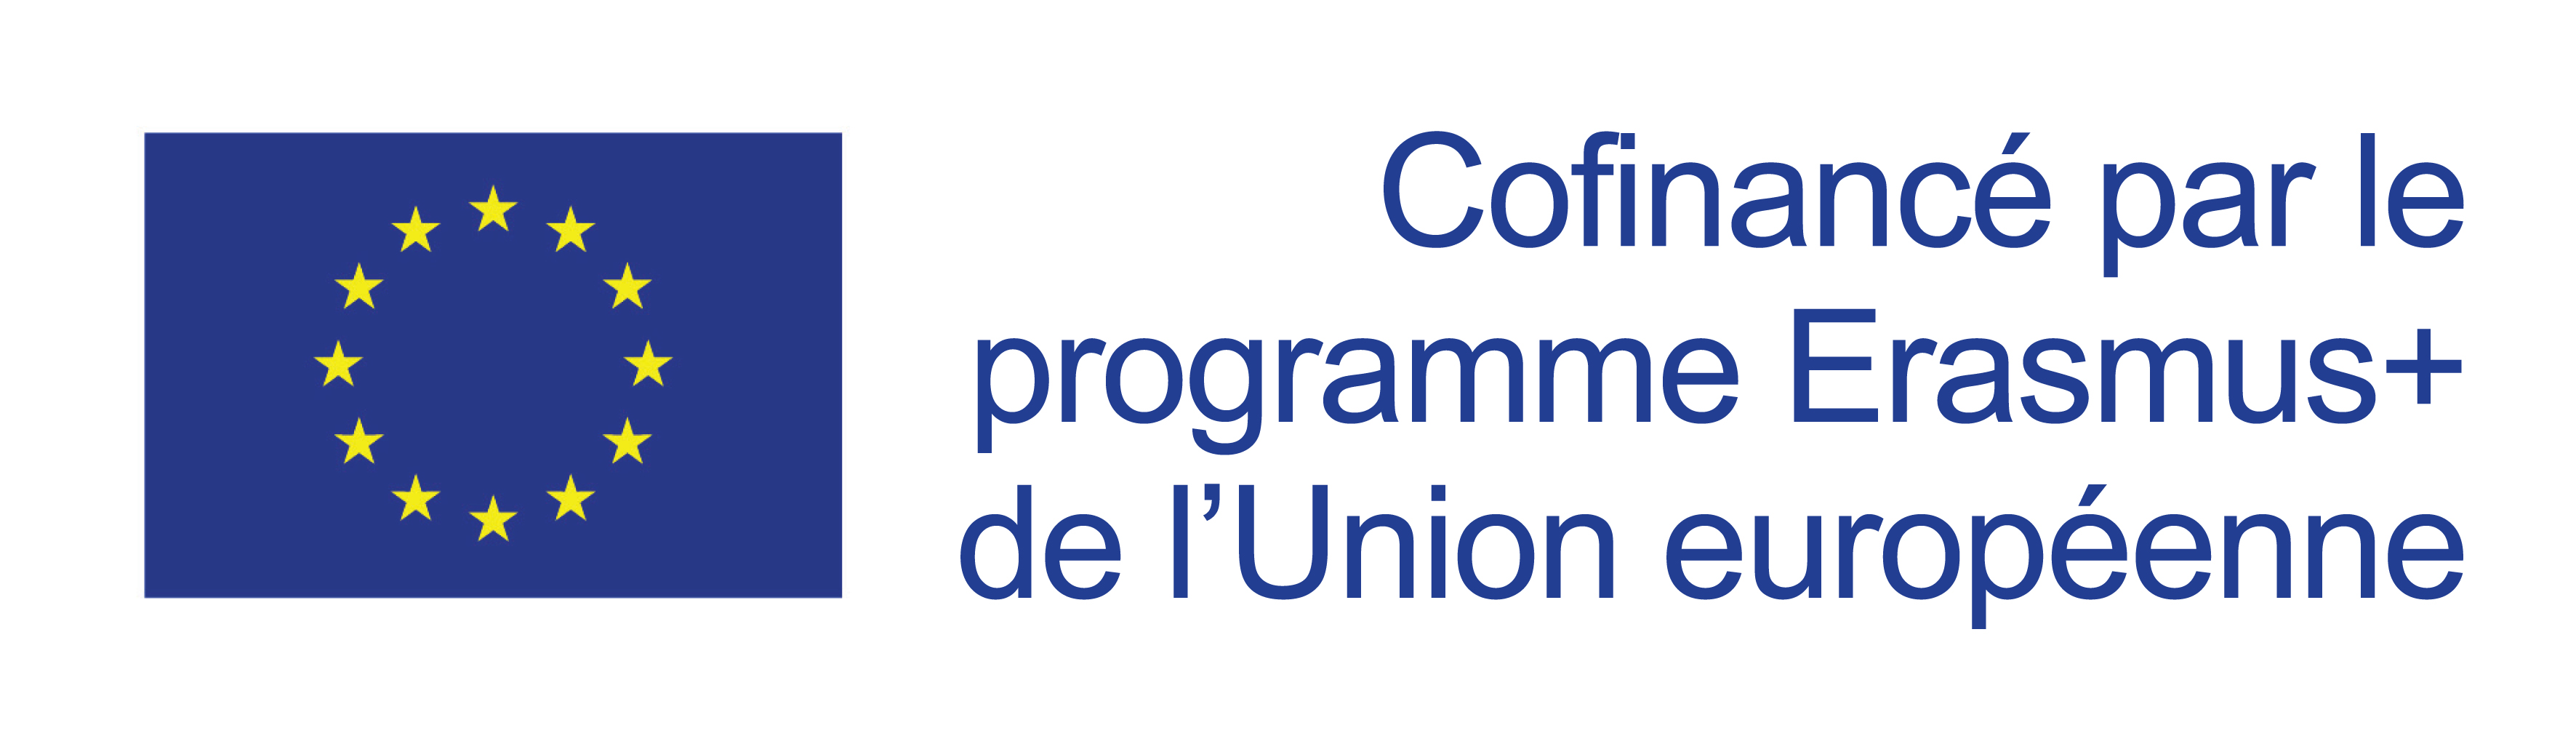 Cofinancé par le
programme Erasmus+
de l’Union européenne